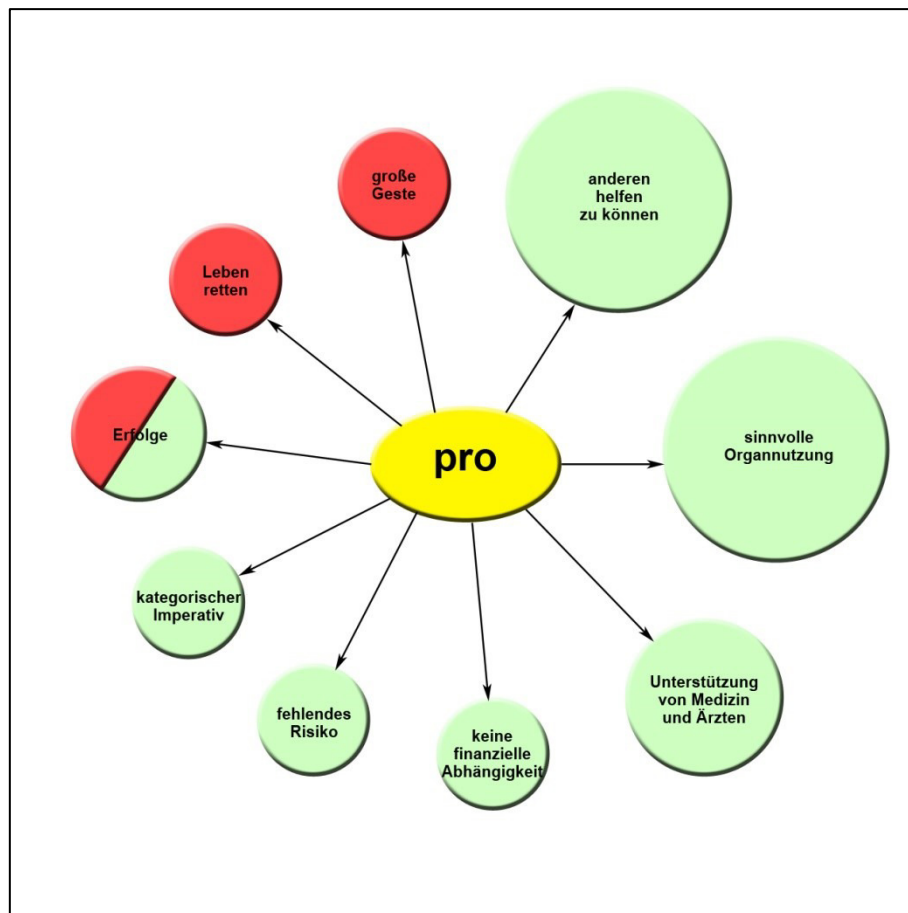 große
Geste
anderen
helfen
zu können
Leben
retten
Erfolge
pro
sinnvolle
Organnutzung
kategorischer
Imperativ
fehlendes
Risiko
keine
finanzielle
Abhängigkeit
Unterstützung
von Medizin
und Ärzten